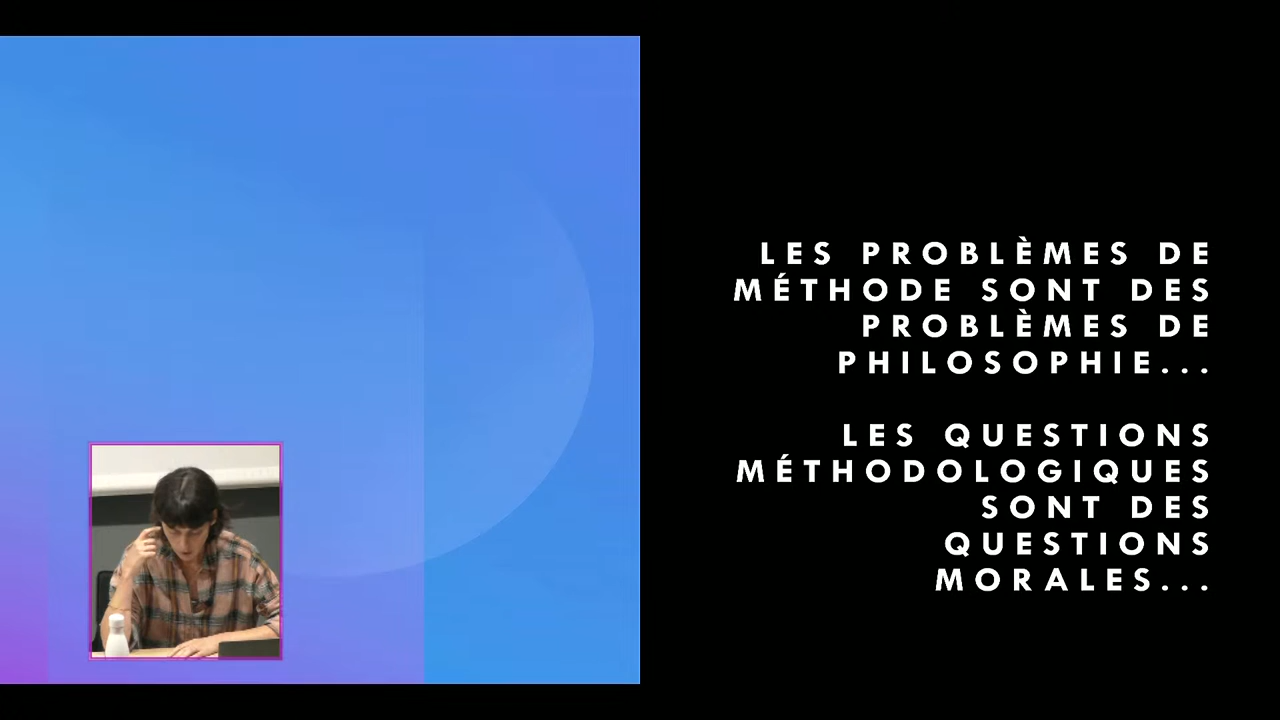 LES PROBLÈMES DE
MÉTHODE SONT DES
PROBLÈMES DE
PHILOSOPHIE...
LES QUESTIONS
MÉTHODOLOGIQUES
SONT DES
QUESTIONS
MORALES...